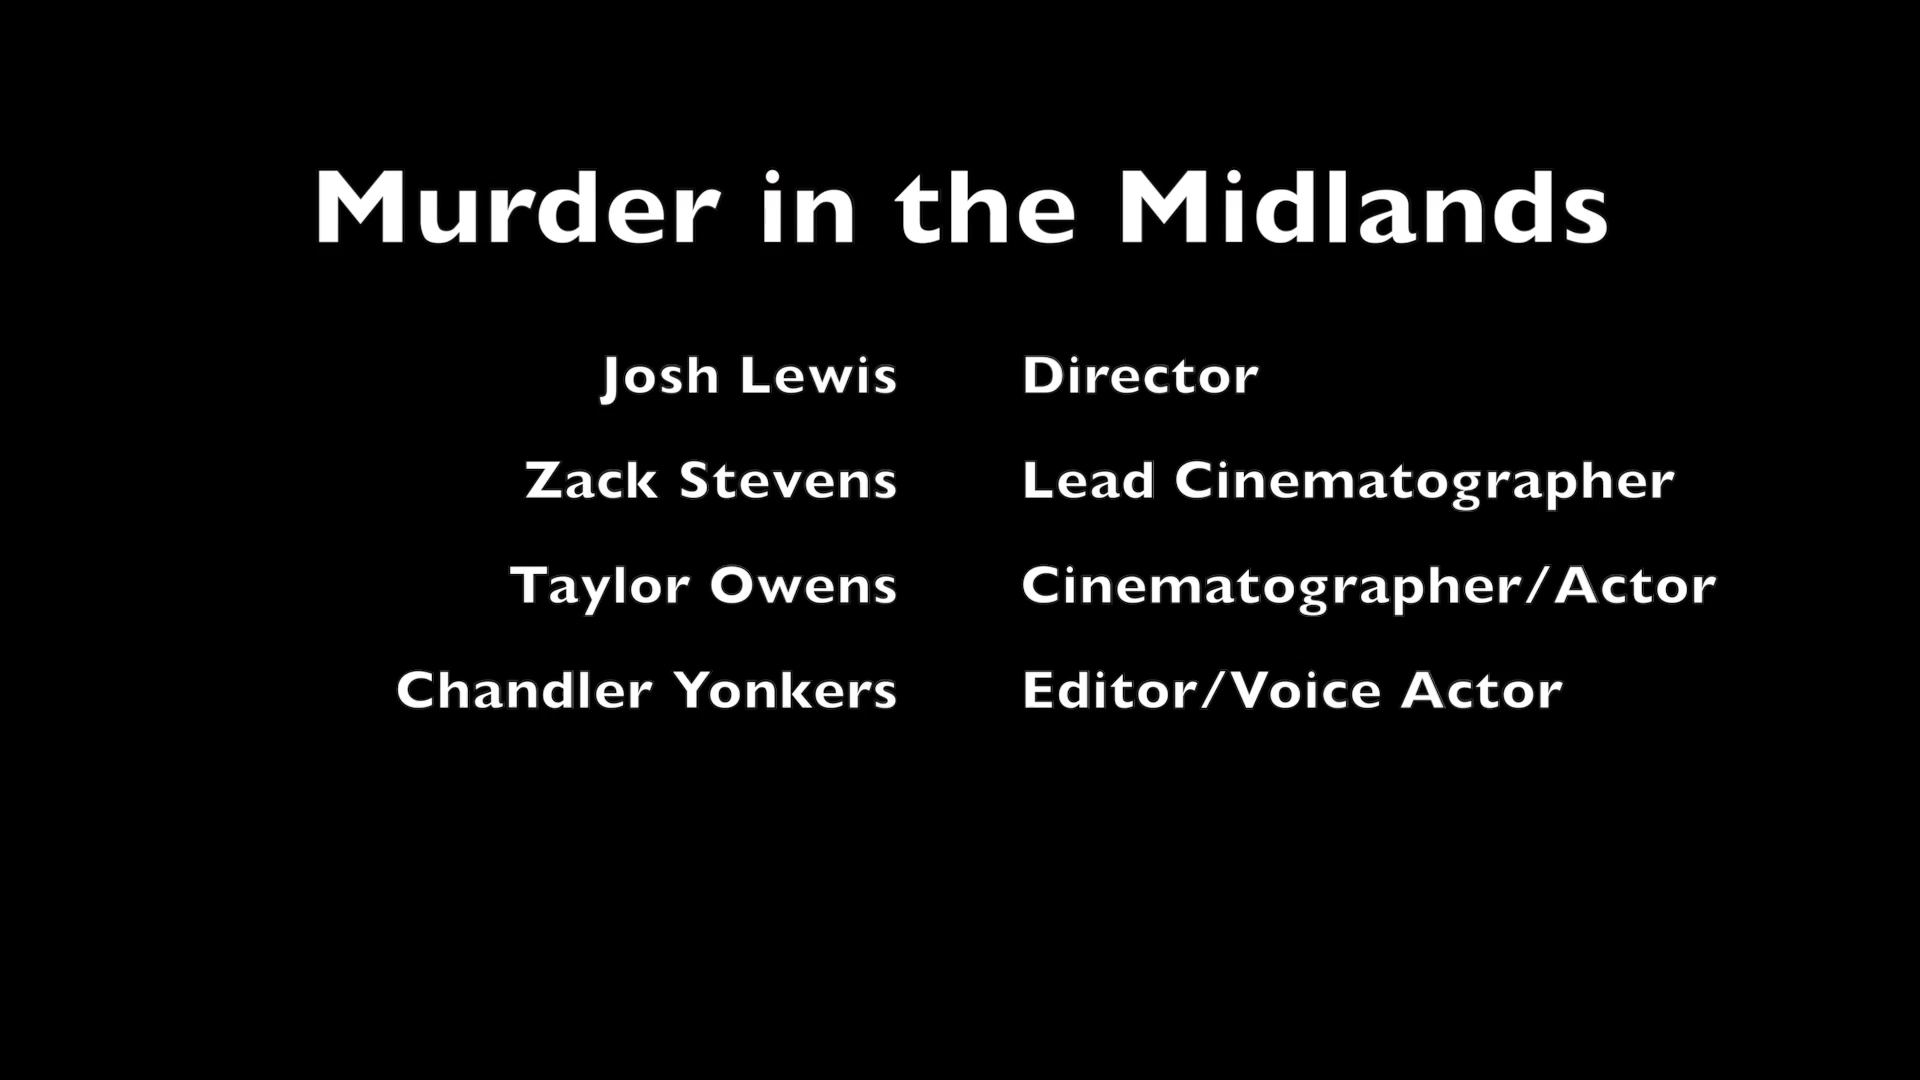 Murder in the Midlands
Josh Lewis Director
Zack Stevens Lead Cinematographer
Taylor Owens Cinematographer/Actor
Chandler Yonkers Editor/Voice Actor